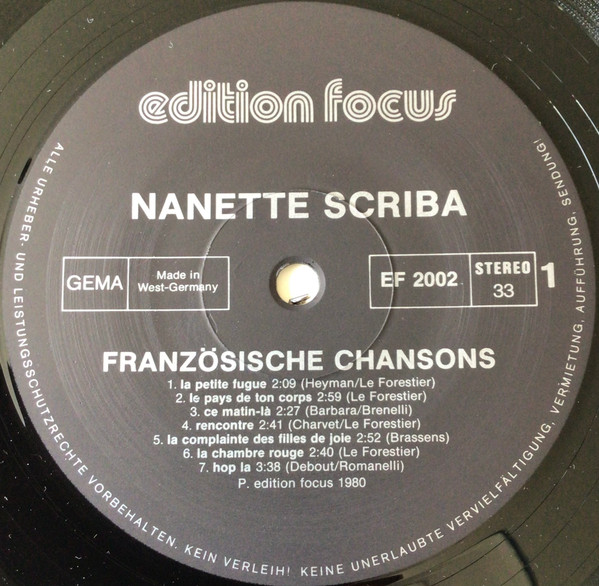 edition focus
NANETTE SCRIBA
GEMA
Made in
West-Germany
EF 2002
STEREO
33
1
FRANZÖSISCHE CHANSONS
1. la petite fugue 2:09 (Heyman/Le Forestier)
2. le pays de ton corps 2:59 (Le Forestier)
3. ce matin-là 2:27 (Barbara/Brenelli)
4. rencontre 2:41 (Charvet/Le Forestier)
5. la complainte des filles de joie 2:52 (Brassens)
6. la chambre rouge 2:40 (Le Forestier)
7. hop la 3:38 (Debout/Romanelli)
P. edition focus 1980
ALLE URHEBER- UND LEISTUNGSSCHUTZRECHTE VORBEHALTEN. KEIN VERLEIH! KEINE UNERLAUBTE VERVIELFÄLTIGUNG, VERMIETUNG, AUFFÜHRUNG, SENDUNG!